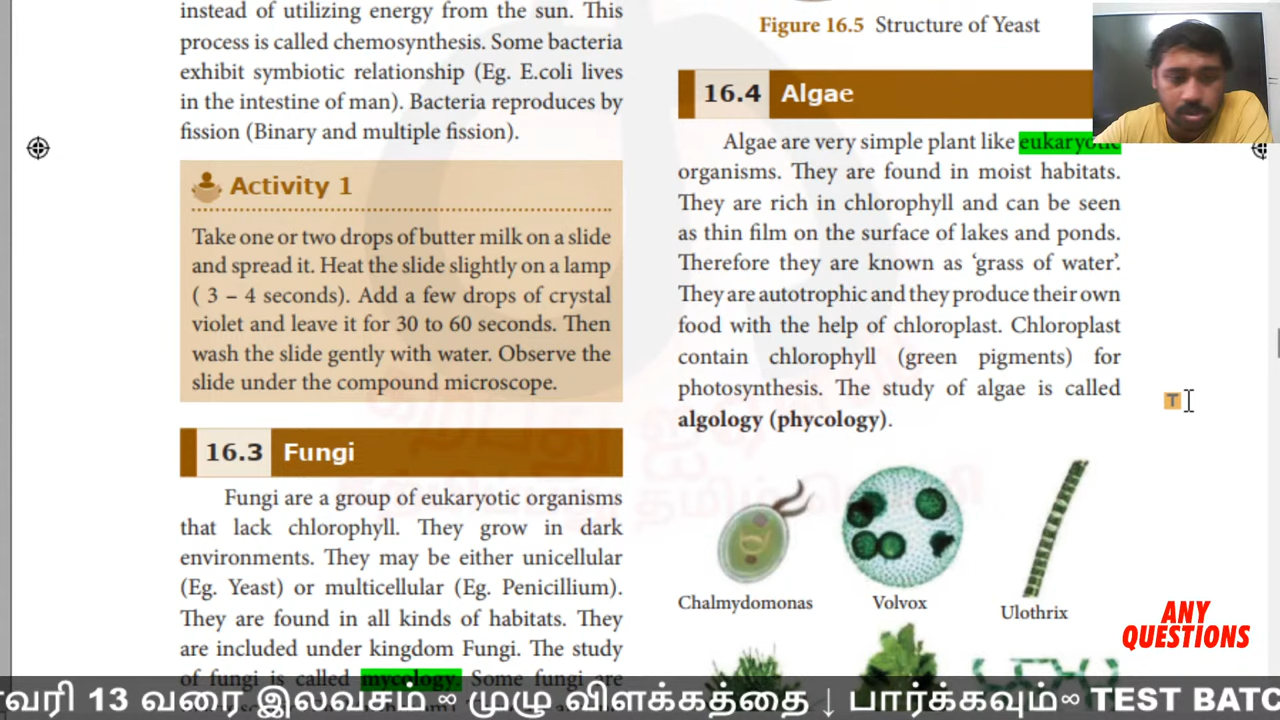 instead of utilizing energy from the sun. This
process is called chemosynthesis. Some bacteria
exhibit symbiotic relationship (Eg. E.coli lives
in the intestine of man). Bacteria reproduces by
fission (Binary and multiple fission).
Activity 1
Take one or two drops of butter milk on a slide
and spread it. Heat the slide slightly on a lamp
( 3 – 4 seconds). Add a few drops of crystal
violet and leave it for 30 to 60 seconds. Then
wash the slide gently with water. Observe the
slide under the compound microscope.
16.3 Fungi
Fungi are a group of eukaryotic organisms
that lack chlorophyll. They grow in dark
environments. They may be either unicellular
(Eg. Yeast) or multicellular (Eg. Penicillium).
They are found in all kinds of habitats. They
are included under kingdom Fungi. The study
of fungi is called mycology. Some fungi are
Figure 16.5 Structure of Yeast
16.4 Algae
Algae are very simple plant like eukaryotic
organisms. They are found in moist habitats.
They are rich in chlorophyll and can be seen
as thin film on the surface of lakes and ponds.
Therefore they are known as ‘grass of water’.
They are autotrophic and they produce their own
food with the help of chloroplast. Chloroplast
contain chlorophyll (green pigments) for
photosynthesis. The study of algae is called
algology (phycology).
T
Chalmydomonas
Volvox
Ulothrix
ANY
QUESTIONS
வரி 13 வரை இலவசம் ∞ முழு விளக்கத்தை ↓ பார்க்கவும்∞ TEST BATC